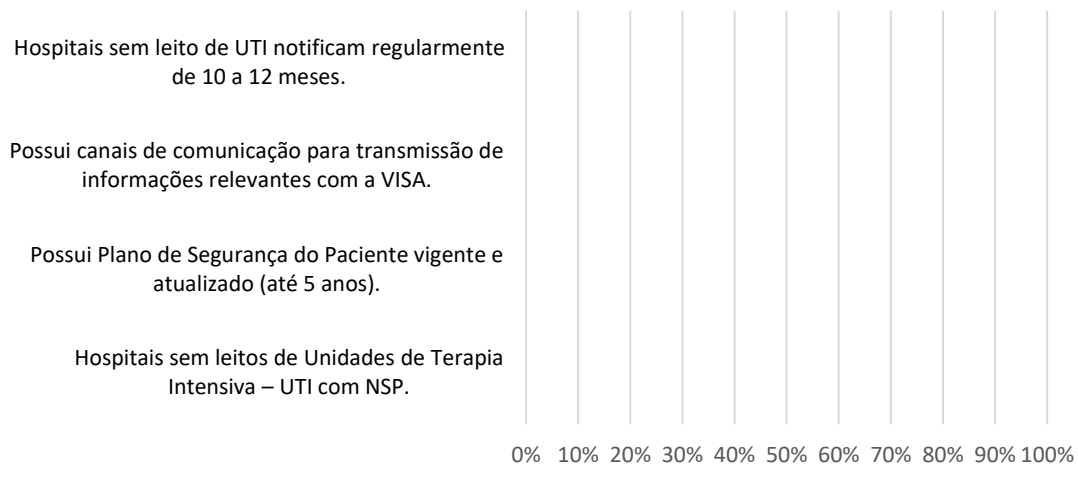 Hospitais sem leito de UTI notificam regularmente
de 10 a 12 meses.
Possui canais de comunicação para transmissão de
informações relevantes com a VISA.
Possui Plano de Segurança do Paciente vigente e
atualizado (até 5 anos).
Hospitais sem leitos de Unidades de Terapia
Intensiva – UTI com NSP.
0% 10% 20% 30% 40% 50% 60% 70% 80% 90% 100%